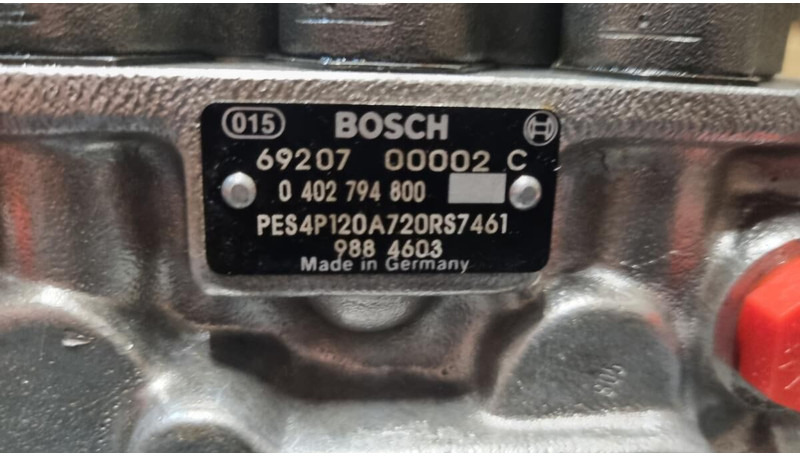 015 BOSCH
69207 00002 C
0 402 794 800
PES4P120A720RS7461
988 4603
Made in Germany